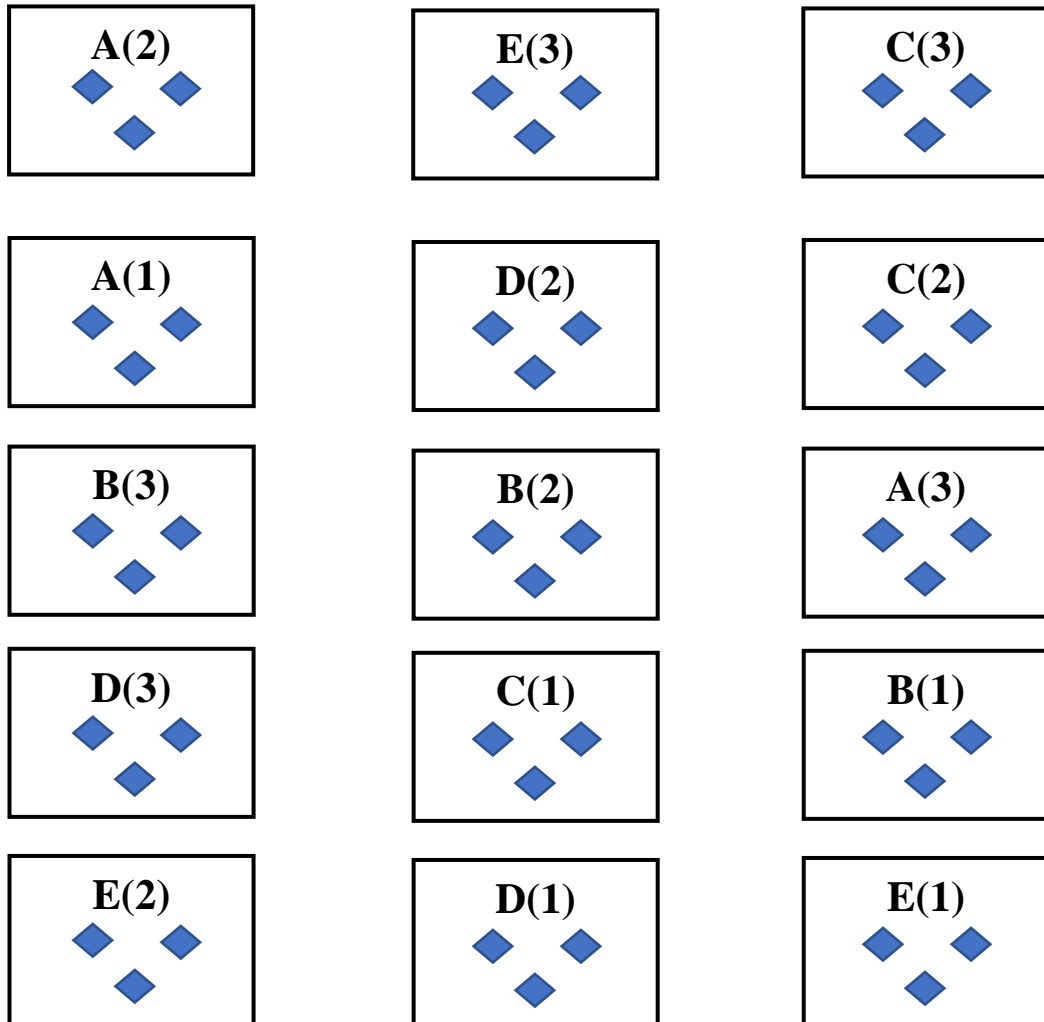 A(2) E(3) C(3)
A(1) D(2) C(2)
B(3) B(2) A(3)
D(3) C(1) B(1)
E(2) D(1) E(1)